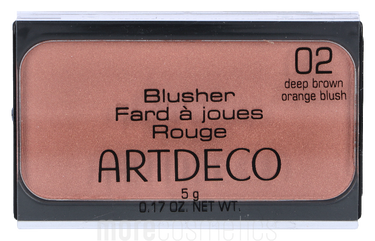 02
deep brown
orange blush
Blusher
Fard à joues
Rouge
ARTDECO
5 g
0.17 OZ. NET WT.
morecosmetics